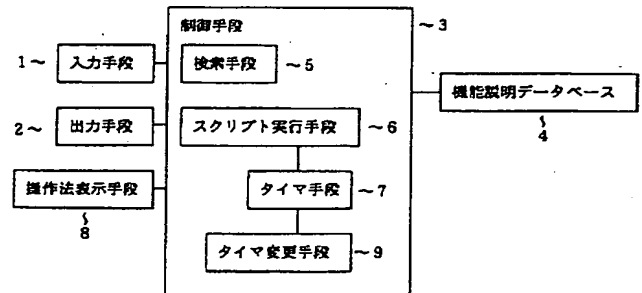 制御手段 ～3
1～ 入力手段
検索手段 ～5
機能説明データベース
4
2～ 出力手段
スクリプト実行手段 ～6
操作法表示手段
8
タイマ手段 ～7
タイマ変更手段 ～9